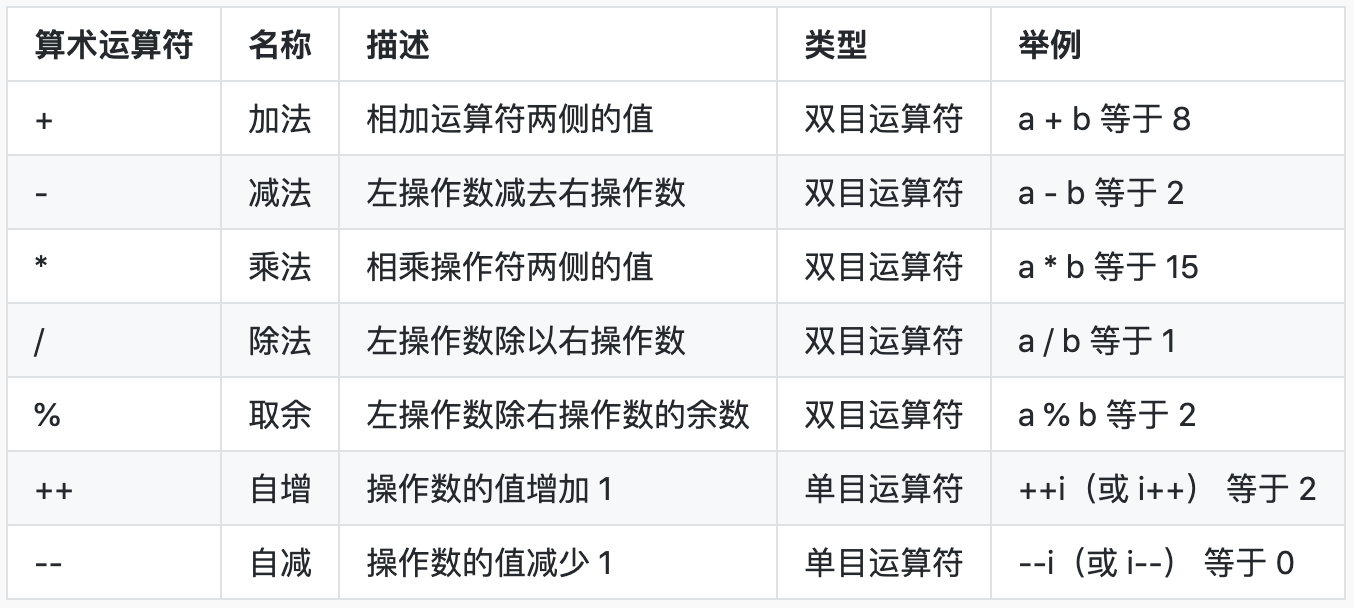 算术运算符 名称 描述 类型 举例
+ 加法 相加运算符两侧的值 双目运算符 a + b 等于 8
- 减法 左操作数减去右操作数 双目运算符 a - b 等于 2
* 乘法 相乘操作符两侧的值 双目运算符 a * b 等于 15
/ 除法 左操作数除以右操作数 双目运算符 a / b 等于 1
% 取余 左操作数除右操作数的余数 双目运算符 a % b 等于 2
++ 自增 操作数的值增加 1 单目运算符 ++i（或 i++） 等于 2
-- 自减 操作数的值减少 1 单目运算符 --i（或 i--） 等于 0